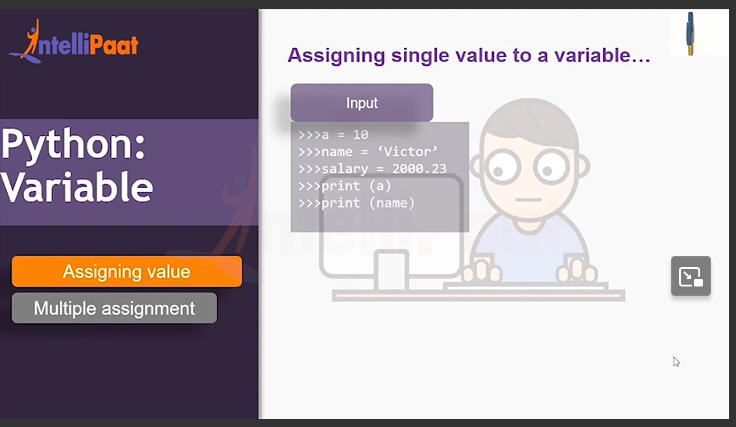 IntelliPaat
Assigning single value to a variable…
Input
>>>a = 10
>>>name = ‘Victor’
>>>salary = 2000.23
>>>print (a)
>>>print (name)
Python:
Variable
Assigning value
Multiple assignment
IntelliPaat